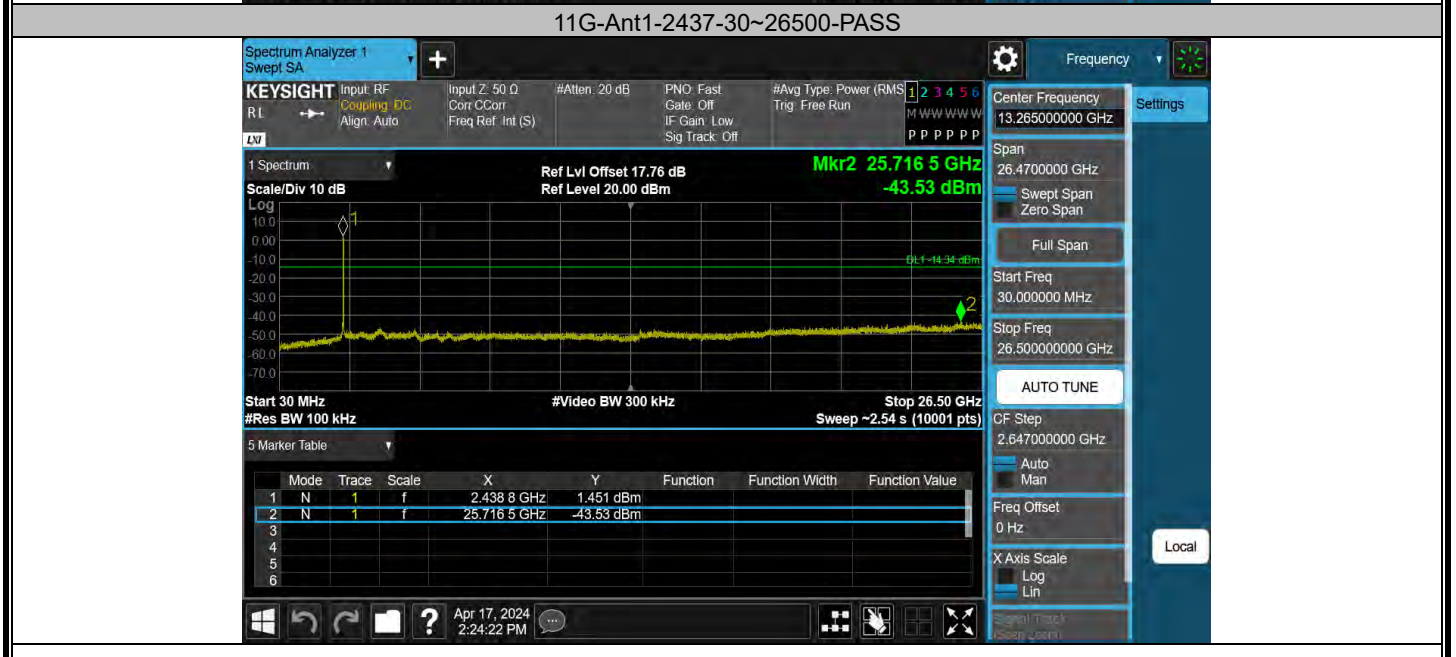 11G-Ant1-2437-30~26500-PASS
Spectrum Analyzer 1
Swept SA
+
Frequency
KEYSIGHT
RL
LXI
Input: RF
Coupling: DC
Align: Auto
Input Z: 50 Ω
Corr CCorr
Freq Ref: Int (S)
#Atten: 20 dB
PNO: Fast
Gate: Off
IF Gain: Low
Sig Track: Off
#Avg Type: Power (RMS
Trig: Free Run
1 2 3 4 5 6
M W W W W W
P P P P P P
Center Frequency
13.265000000 GHz
Settings
Span
26.4700000 GHz
Swept Span
Zero Span
Full Span
Start Freq
30.000000 MHz
Stop Freq
26.500000000 GHz
AUTO TUNE
CF Step
2.647000000 GHz
Auto
Man
Freq Offset
0 Hz
X Axis Scale
Log
Lin
Signal Track
(Span Zoom)
Local
1 Spectrum
Scale/Div 10 dB
Log
Ref Lvl Offset 17.76 dB
Ref Level 20.00 dBm
Mkr2 25.716 5 GHz
-43.53 dBm
10.0
0.00
-10.0
-20.0
-30.0
-40.0
-50.0
-60.0
-70.0
1
DL1 -14.34 dBm
2
Start 30 MHz
#Res BW 100 kHz
#Video BW 300 kHz
Stop 26.50 GHz
Sweep ~2.54 s (10001 pts)
5 Marker Table
Mode Trace Scale X Y Function Function Width Function Value
1 N 1 f 2.438 8 GHz 1.451 dBm
2 N 1 f 25.716 5 GHz -43.53 dBm
3
4
5
6
?
Apr 17, 2024
2:24:22 PM